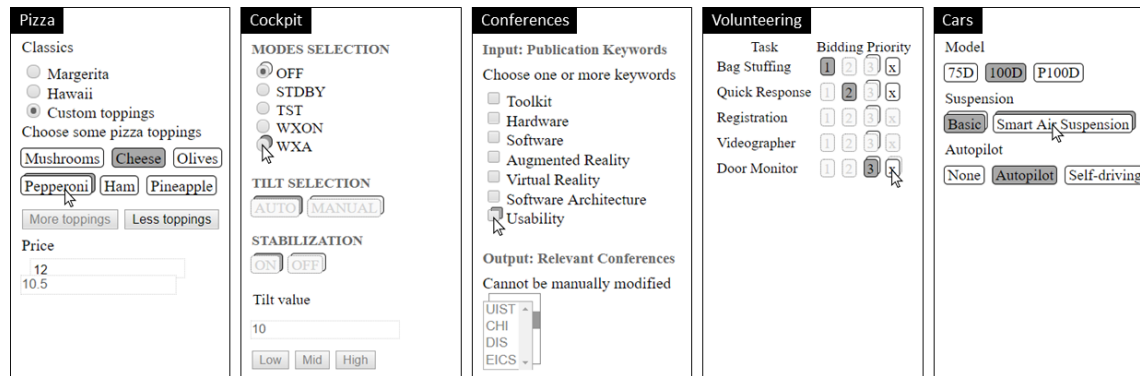 Pizza
Classics
Margerita
Hawaii
Custom toppings
Choose some pizza toppings
Mushrooms Cheese Olives
Pepperoni Ham Pineapple
More toppings Less toppings
Price
12
10.5
Cockpit
MODES SELECTION
OFF
STDBY
TST
WXON
WXA
TILT SELECTION
AUTO MANUAL
STABILIZATION
ON OFF
Tilt value
10
Low Mid High
Conferences
Input: Publication Keywords
Choose one or more keywords
Toolkit
Hardware
Software
Augmented Reality
Virtual Reality
Software Architecture
Usability
Output: Relevant Conferences
Cannot be manually modified
UIST
CHI
DIS
EICS
Volunteering
Task Bidding Priority
Bag Stuffing 1 2 3 x
Quick Response 1 2 3 x
Registration 1 2 3 x
Videographer 1 2 3 x
Door Monitor 1 2 3 x
Cars
Model
75D 100D P100D
Suspension
Basic Smart Air Suspension
Autopilot
None Autopilot Self-driving